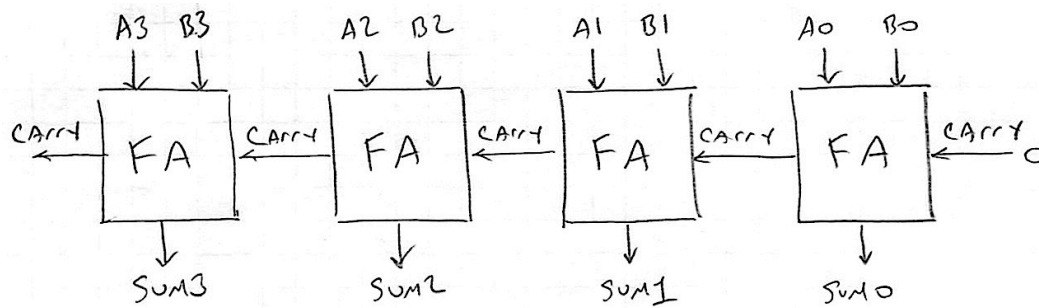 A3 B3 A2 B2 A1 B1 A0 B0
CArry FA CArry FA CArry FA CArry FA CArry 0
SUM3 SUM2 SUM1 SUM0